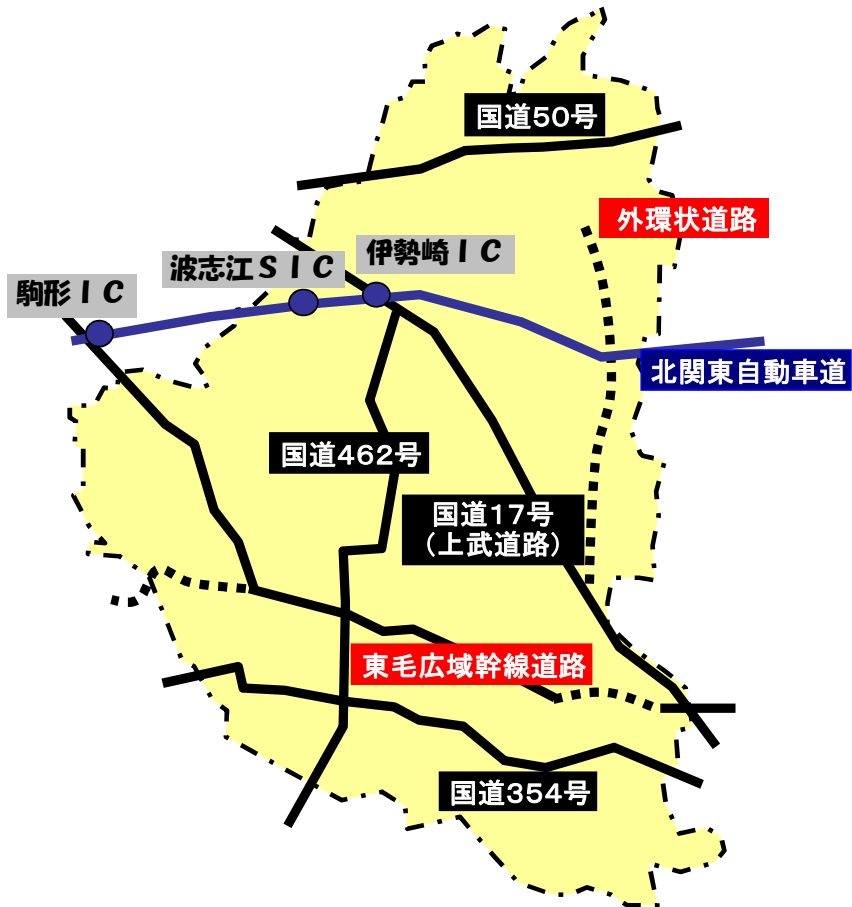 国道50号
外環状道路
伊勢崎ＩＣ
波志江ＳＩＣ
駒形ＩＣ
北関東自動車道
国道462号
国道17号
（上武道路）
東毛広域幹線道路
国道354号